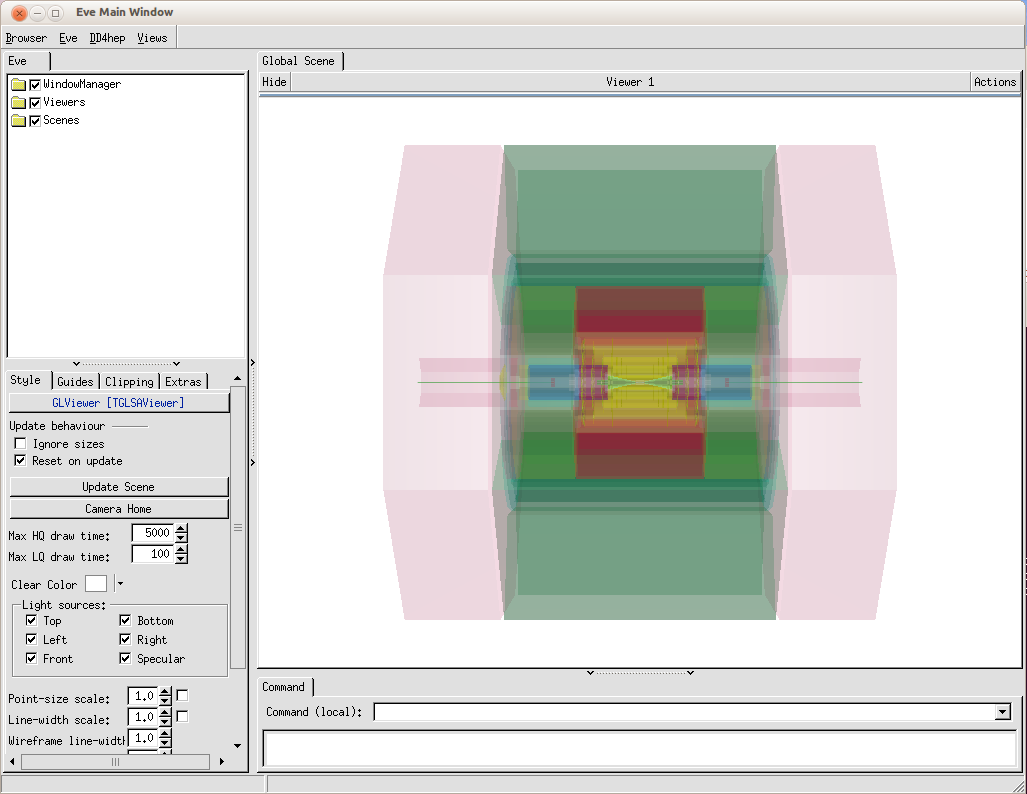 Eve Main Window
Browser Eve DD4hep Views
Eve
WindowManager
Viewers
Scenes
Style Guides Clipping Extras
GLViewer [TGLSAViewer]
Update behaviour
Ignore sizes
Reset on update
Update Scene
Camera Home
Max HQ draw time: 5000
Max LQ draw time: 100
Clear Color
Light sources:
Top Bottom
Left Right
Front Specular
Point-size scale: 1.0
Line-width scale: 1.0
Wireframe line-widt 1.0
Global Scene
Hide Viewer 1 Actions
Command
Command (local):